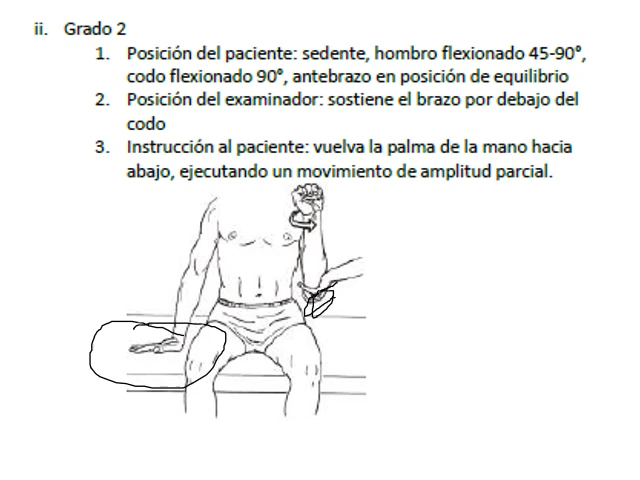 ii. Grado 2
1. Posición del paciente: sedente, hombro flexionado 45-90°,
codo flexionado 90°, antebrazo en posición de equilibrio
2. Posición del examinador: sostiene el brazo por debajo del
codo
3. Instrucción al paciente: vuelva la palma de la mano hacia
abajo, ejecutando un movimiento de amplitud parcial.